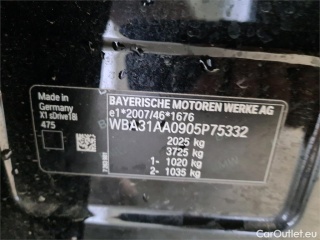 Made in
Germany
X1 sDrive18i
475
BAYERISCHE MOTOREN WERKE AG
e1*2007/46*1676
WBA31AA0905P75332
2025 kg
3725 kg
1- 1020 kg
2- 1035 kg
CarOutlet.eu